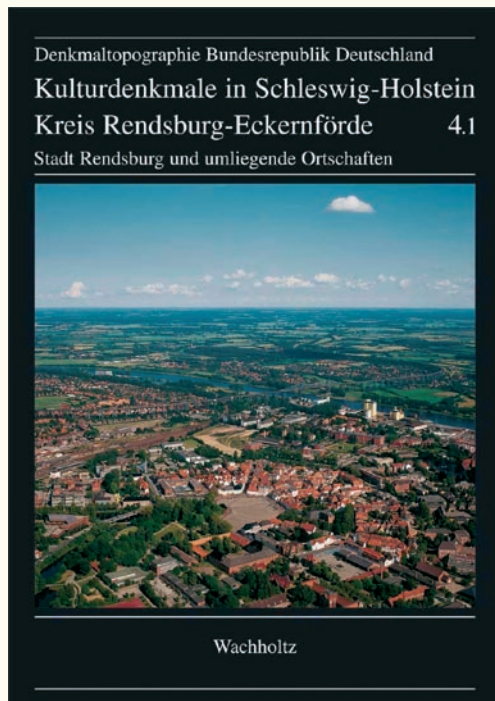 Denkmaltopographie Bundesrepublik Deutschland
Kulturdenkmale in Schleswig-Holstein
Kreis Rendsburg-Eckernförde 4.1
Stadt Rendsburg und umliegende Ortschaften
Wachholtz